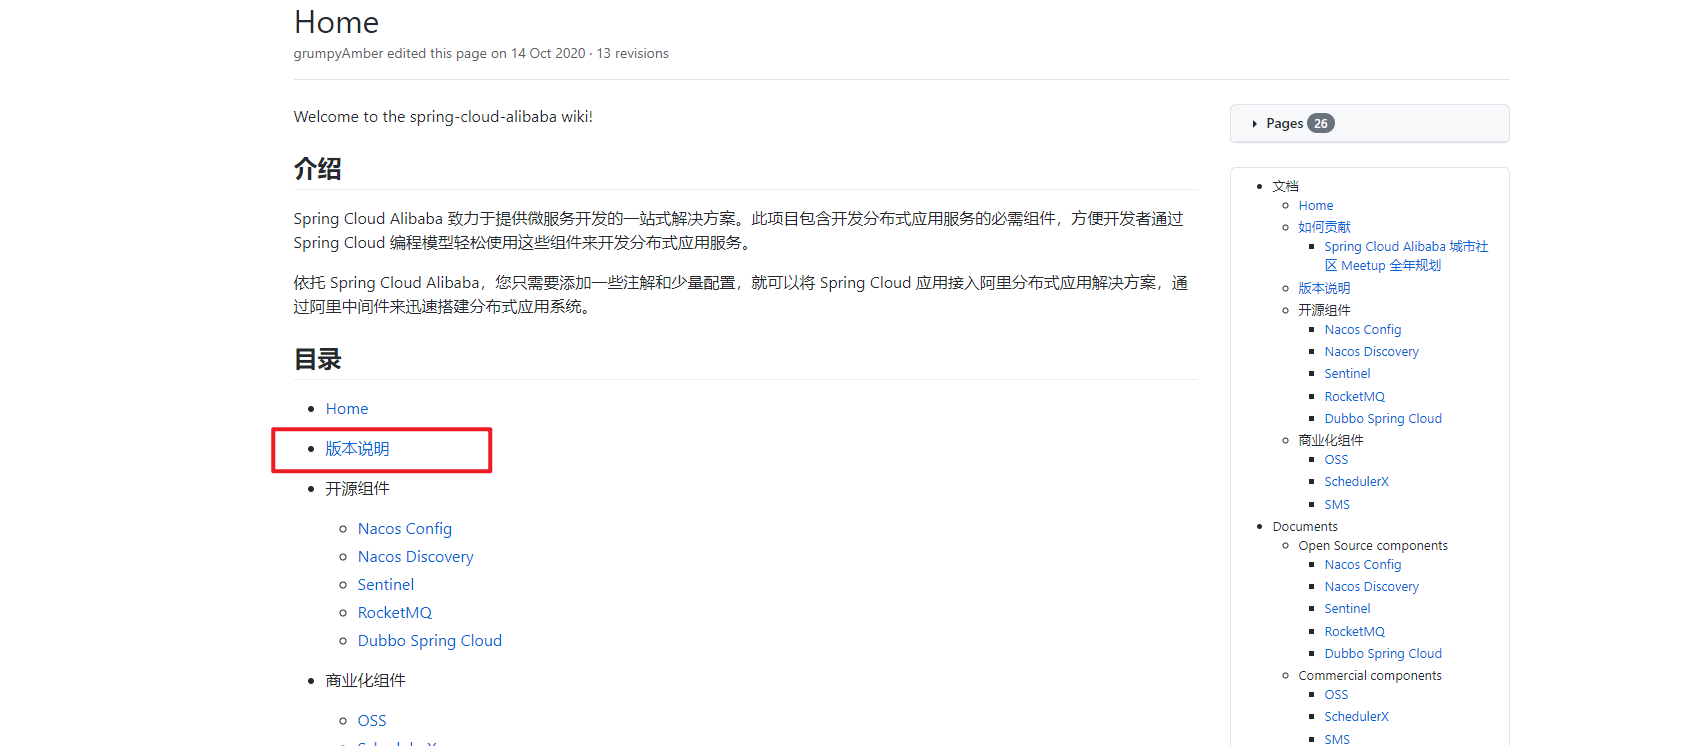 Home
grumpyAmber edited this page on 14 Oct 2020 · 13 revisions
Welcome to the spring-cloud-alibaba wiki!
介绍
Spring Cloud Alibaba 致力于提供微服务开发的一站式解决方案。此项目包含开发分布式应用服务的必需组件，方便开发者通过
Spring Cloud 编程模型轻松使用这些组件来开发分布式应用服务。
依托 Spring Cloud Alibaba，您只需要添加一些注解和少量配置，就可以将 Spring Cloud 应用接入阿里分布式应用解决方案，通
过阿里中间件来迅速搭建分布式应用系统。
目录
Home
版本说明
开源组件
Nacos Config
Nacos Discovery
Sentinel
RocketMQ
Dubbo Spring Cloud
商业化组件
OSS
SchedulerX
Pages 26
文档
Home
如何贡献
Spring Cloud Alibaba 城市社
区 Meetup 全年规划
版本说明
开源组件
Nacos Config
Nacos Discovery
Sentinel
RocketMQ
Dubbo Spring Cloud
商业化组件
OSS
SchedulerX
SMS
Documents
Open Source components
Nacos Config
Nacos Discovery
Sentinel
RocketMQ
Dubbo Spring Cloud
Commercial components
OSS
SchedulerX
SMS